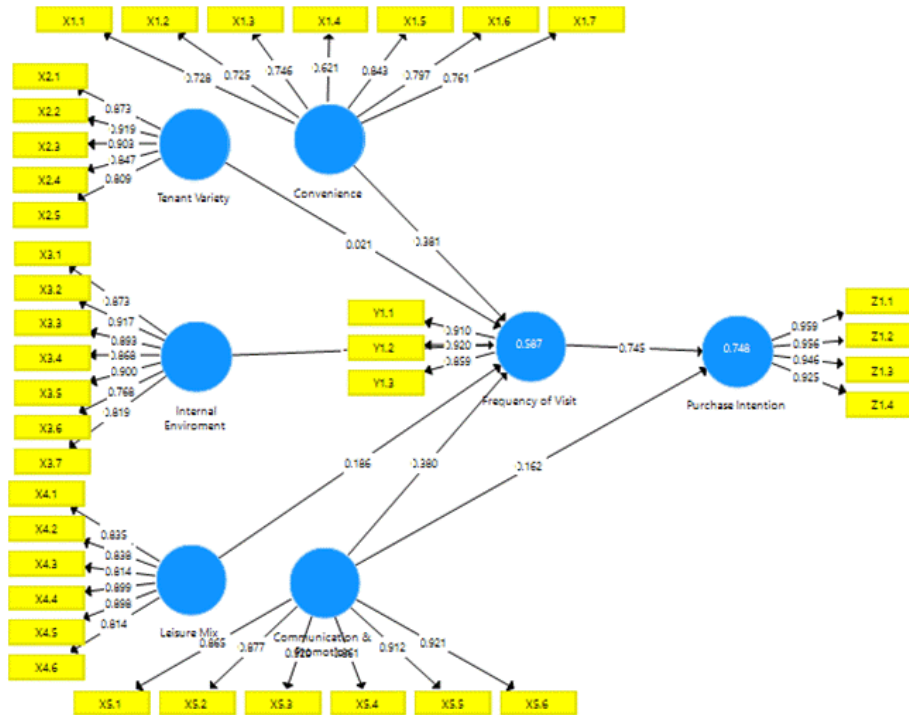 X1.1 X1.2 X1.3 X1.4 X1.5 X1.6 X1.7
0.728 0.725 0.746 0.621 0.843 0.797 0.761
X2.1
X2.2
X2.3
X2.4
X2.5
0.873
0.919
0.903
0.847
0.809
Tenant Variety
Convenience
0.021
0.381
X3.1
X3.2
X3.3
X3.4
X3.5
X3.6
X3.7
0.873
0.917
0.893
0.868
0.900
0.768
0.819
Internal
Enviroment
Y1.1
Y1.2
Y1.3
0.910
0.920
0.859
0.587
Frequency of Visit
0.745
0.748
Purchase Intention
0.959
0.956
0.946
0.925
Z1.1
Z1.2
Z1.3
Z1.4
0.186
0.380
0.162
X4.1
X4.2
X4.3
X4.4
X4.5
X4.6
0.835
0.838
0.814
0.899
0.898
0.814
Leisure Mix
Communication &
Promotion
0.865 0.877 0.912 0.921
X5.1 X5.2 X5.3 X5.4 X5.5 X5.6